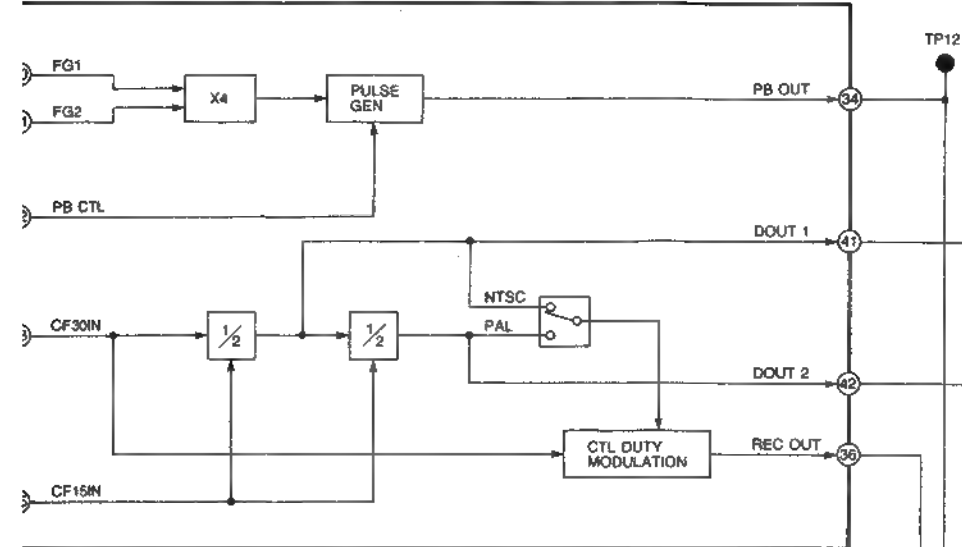 TP12
FG1
X4
PULSE
GEN
PB OUT
34
FG2
PB CTL
DOUT 1
41
NTSC
CF30IN
1/2
1/2
PAL
DOUT 2
42
CTL DUTY
MODULATION
REC OUT
36
CF15IN